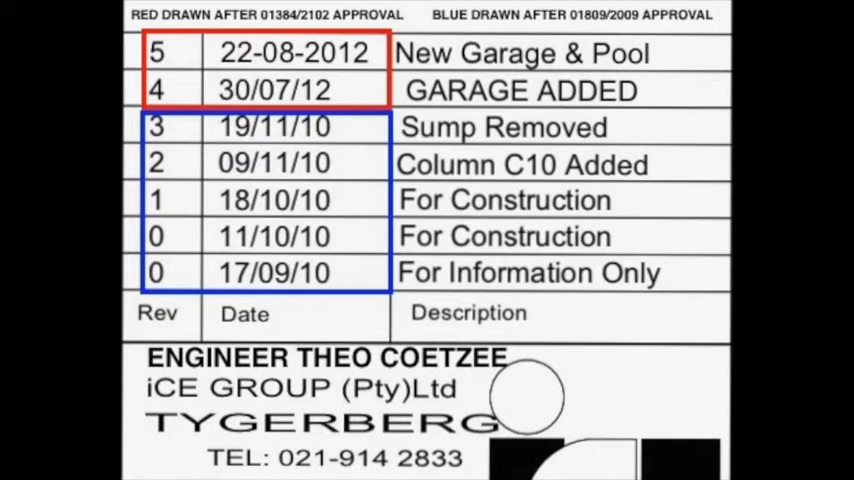 RED DRAWN AFTER 01384/2102 APPROVAL BLUE DRAWN AFTER 01809/2009 APPROVAL
5 22-08-2012 New Garage & Pool
4 30/07/12 GARAGE ADDED
3 19/11/10 Sump Removed
2 09/11/10 Column C10 Added
1 18/10/10 For Construction
0 11/10/10 For Construction
0 17/09/10 For Information Only
Rev Date Description
ENGINEER THEO COETZEE
iCE GROUP (Pty)Ltd
TYGERBERG
TEL: 021-914 2833